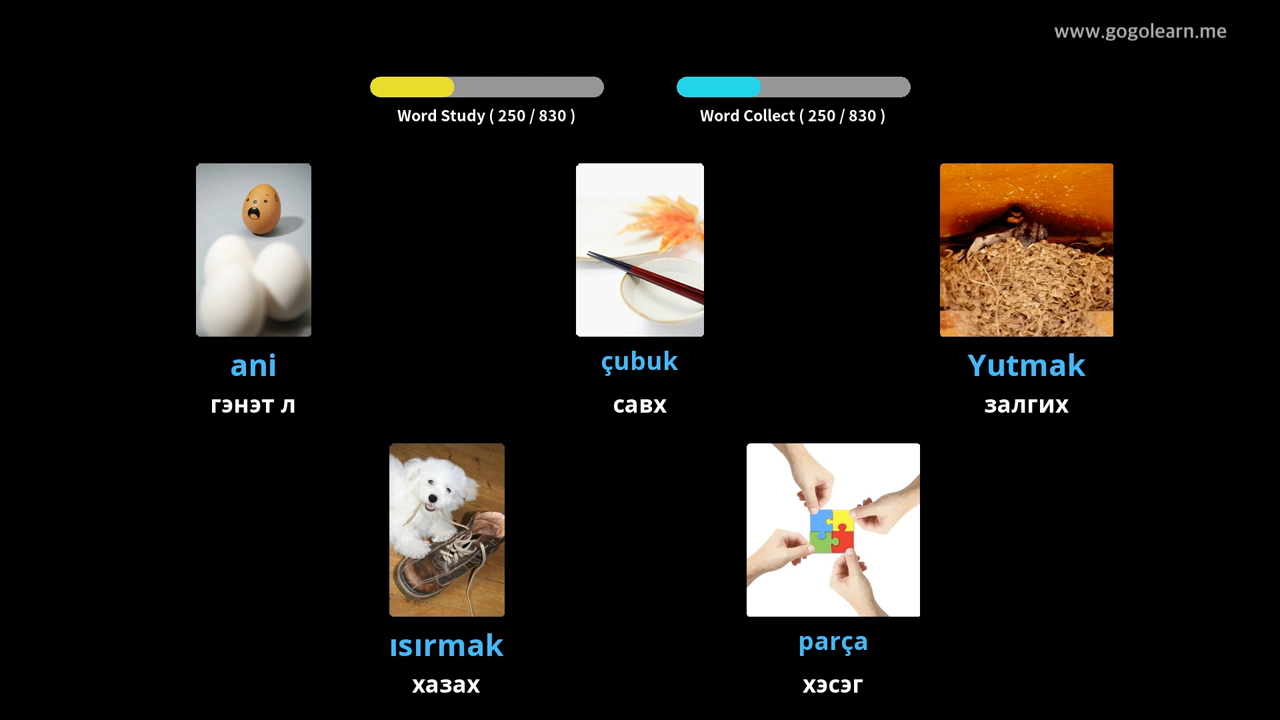 www.gogolearn.me
Word Study ( 250 / 830 )
Word Collect ( 250 / 830 )
ani
гэнэт л
çubuk
савх
Yutmak
залгих
ısırmak
хазах
parça
хэсэг